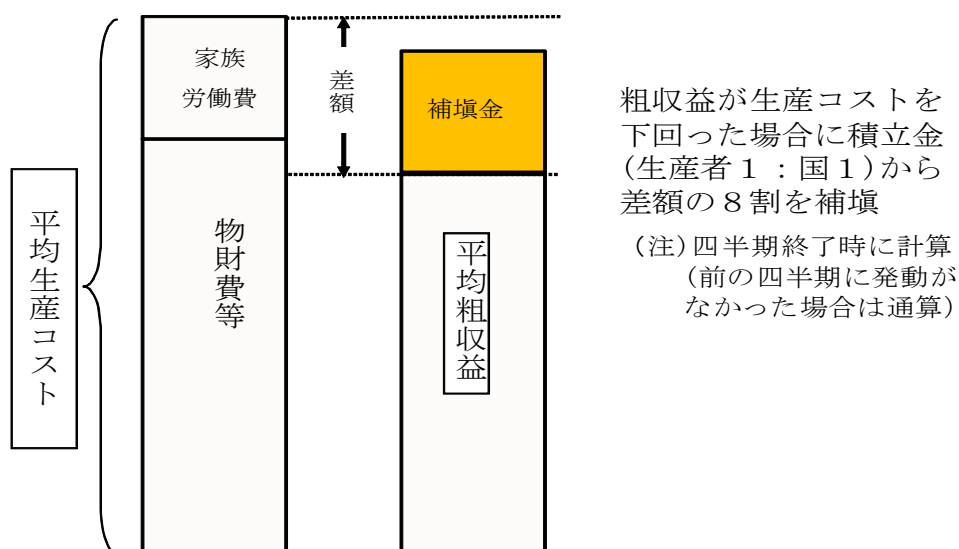 平均生産コスト
家族
労働費
物財費等
差額
補塡金
平均粗収益
粗収益が生産コストを
下回った場合に積立金
(生産者１：国１)から
差額の８割を補塡
(注)四半期終了時に計算
(前の四半期に発動が
なかった場合は通算)